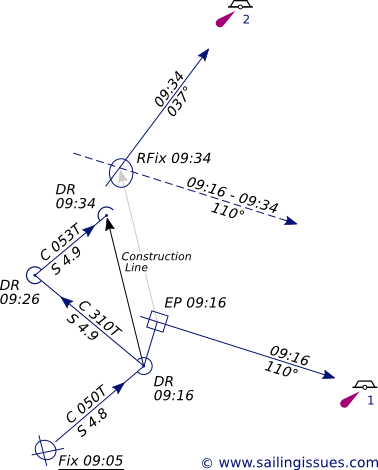 2
09:34
037°
RFix 09:34
DR
09:34
09:16 - 09:34
110°
C 053T
S 4.9
Construction
Line
DR
09:26
EP 09:16
C 310T
S 4.9
09:16
110°
DR
09:16
1
C 050T
S 4.8
Fix 09:05
© www.sailingissues.com